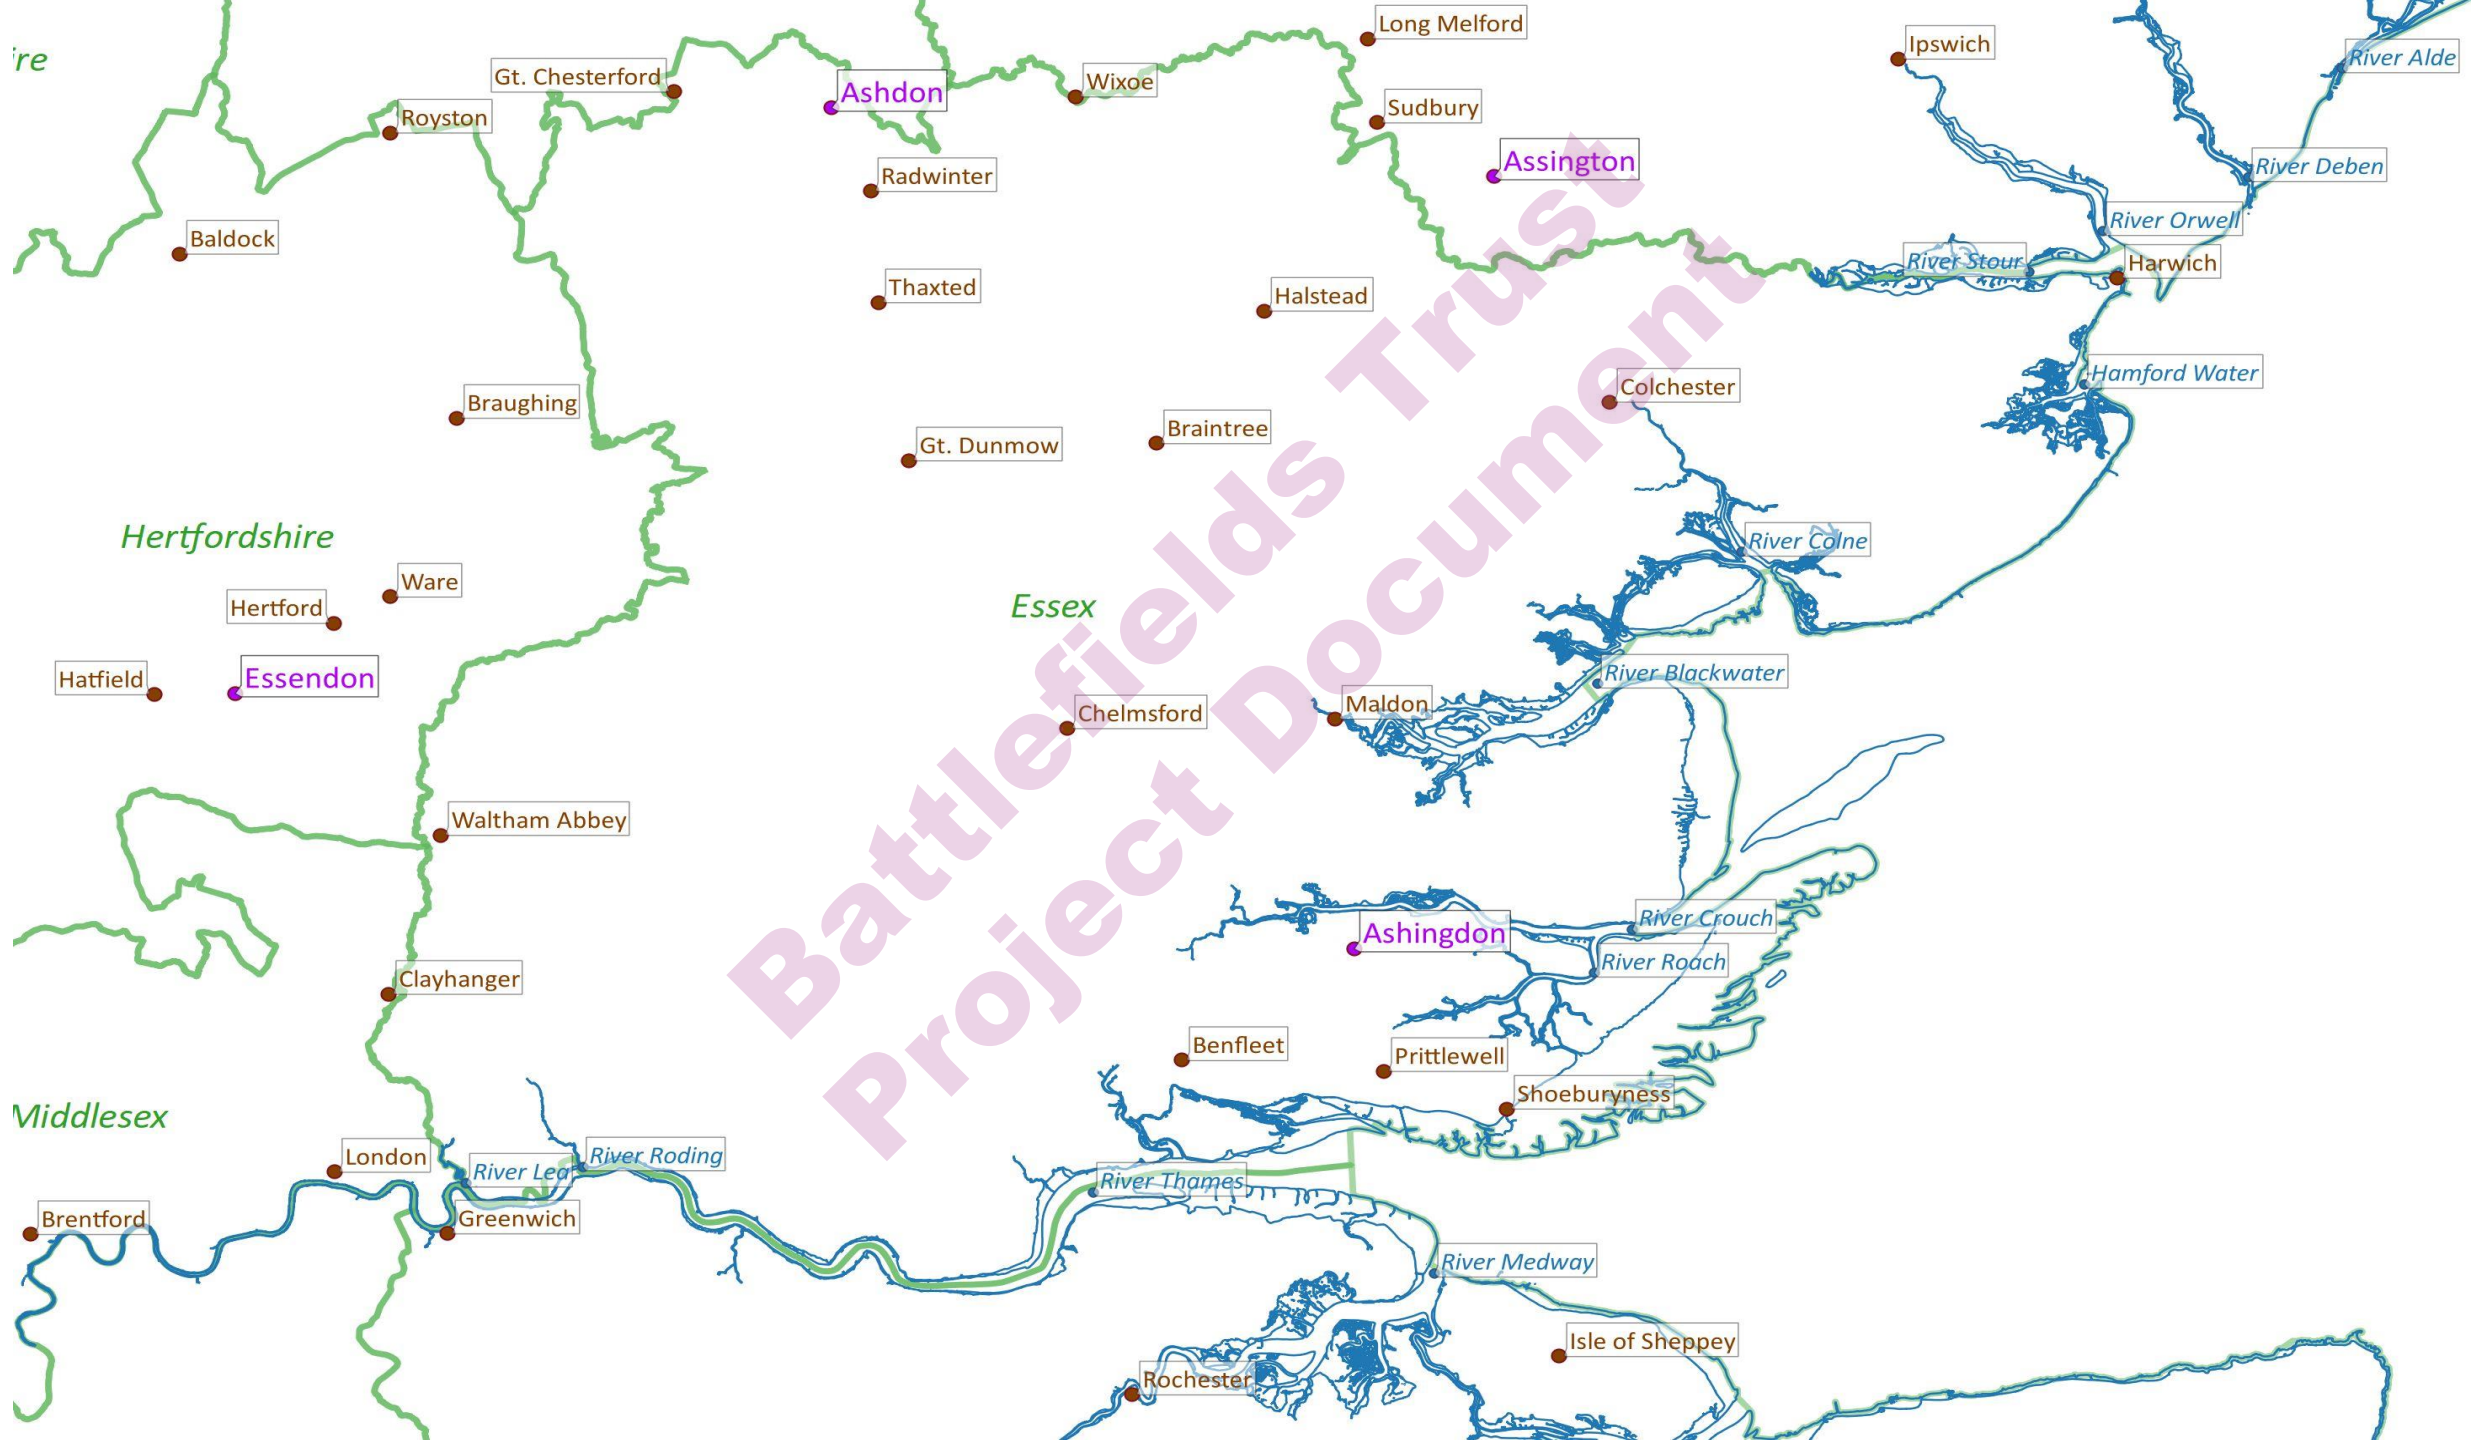 Long Melford
Ipswich
River Alde
ire
Gt. Chesterford
Wixoe
Ashdon
Sudbury
Royston
Assington
River Deben
Radwinter
River Orwell
Baldock
River Stour
Harwich
Thaxted
Halstead
Hamford Water
Colchester
Braughing
Braintree
Gt. Dunmow
Hertfordshire
River Colne
Ware
Hertford
Essex
Hatfield
Essendon
River Blackwater
Maldon
Chelmsford
Waltham Abbey
River Crouch
Ashingdon
River Roach
Clayhanger
Benfleet
Prittlewell
Shoeburyness
Middlesex
London
River Lea
River Roding
River Thames
Brentford
Greenwich
River Medway
Isle of Sheppey
Rochester
Battlefields Trust
Project Document